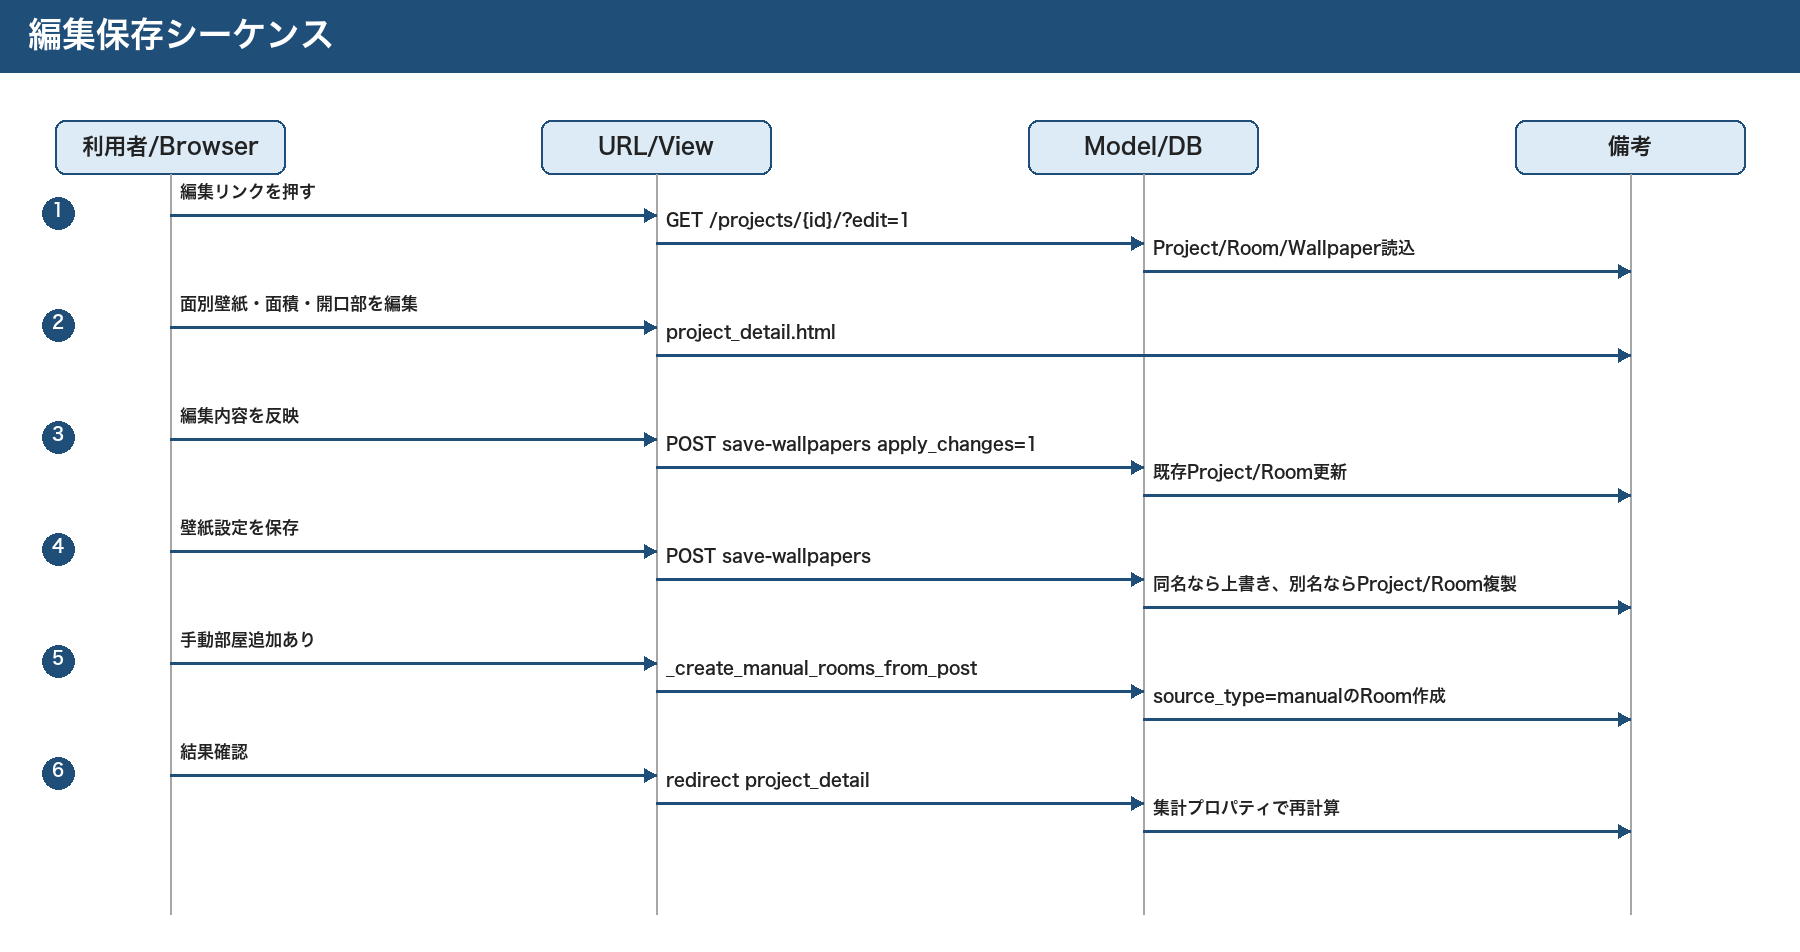 編集保存シーケンス
利用者/Browser
URL/View
Model/DB
備考
1
編集リンクを押す
GET /projects/{id}/?edit=1
Project/Room/Wallpaper読込
2
面別壁紙・面積・開口部を編集
project_detail.html
3
編集内容を反映
POST save-wallpapers apply_changes=1
既存Project/Room更新
4
壁紙設定を保存
POST save-wallpapers
同名なら上書き、別名ならProject/Room複製
5
手動部屋追加あり
_create_manual_rooms_from_post
source_type=manualのRoom作成
6
結果確認
redirect project_detail
集計プロパティで再計算